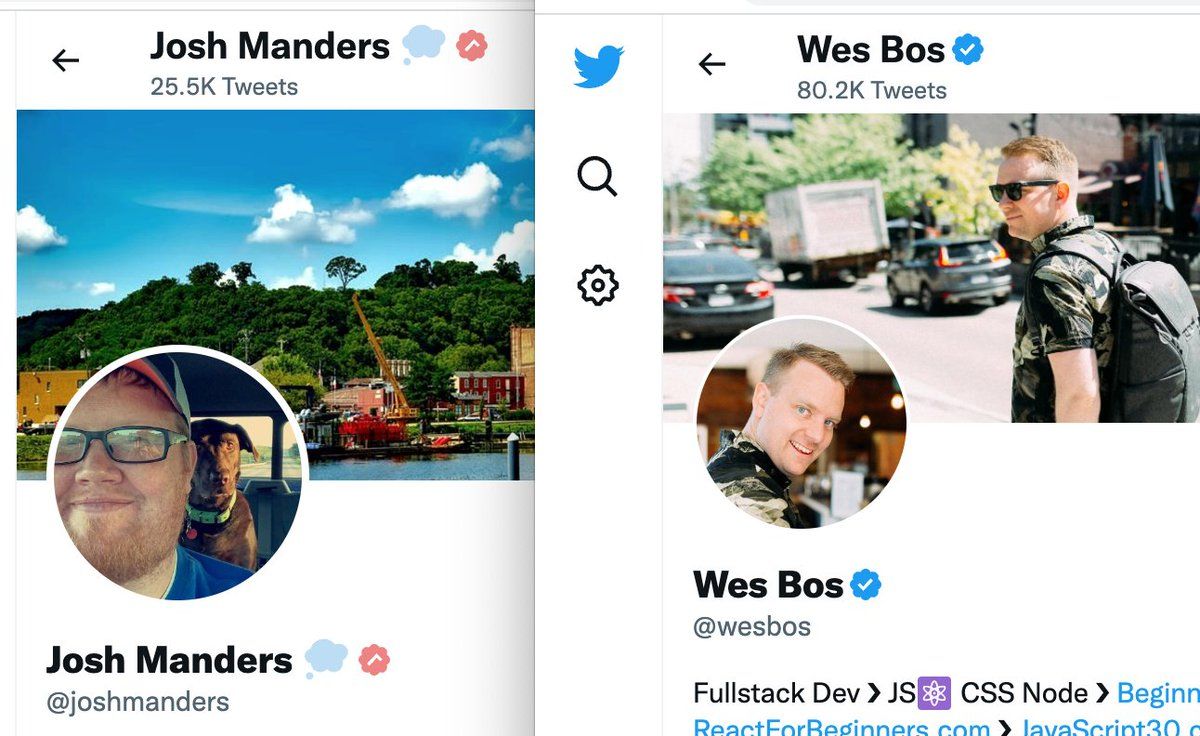 Josh Manders 💭
25.5K Tweets
Josh Manders 💭
@joshmanders
Wes Bos
80.2K Tweets
Wes Bos
@wesbos
Fullstack Dev ❯ JS⚛ CSS Node ❯ Beginn
ReactForBeginners.com ❯ JavaScript30.c